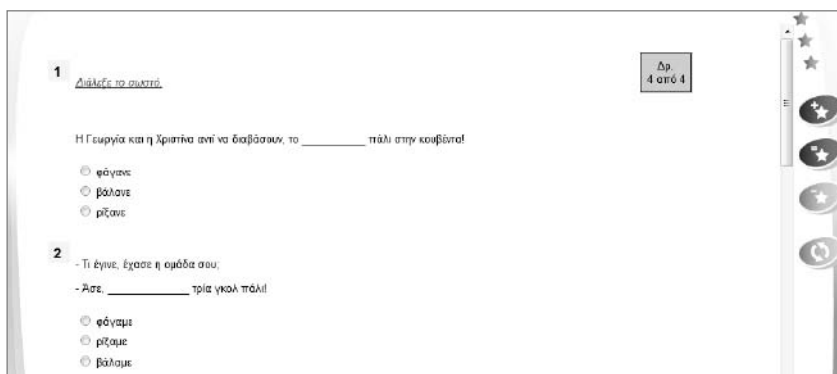 1
Διάλεξε το σωστό.
Δρ.
4 από 4
Η Γεωργία και η Χριστίνα αντί να διαβάσουν, το __________ πάλι στην κουβέντα!
φάγανε
βάλανε
ρίξανε
2
- Τι έγινε, έχασε η ομάδα σου;
- Άσε, _____________ τρία γκολ πάλι!
φάγαμε
ρίξαμε
βάλαμε